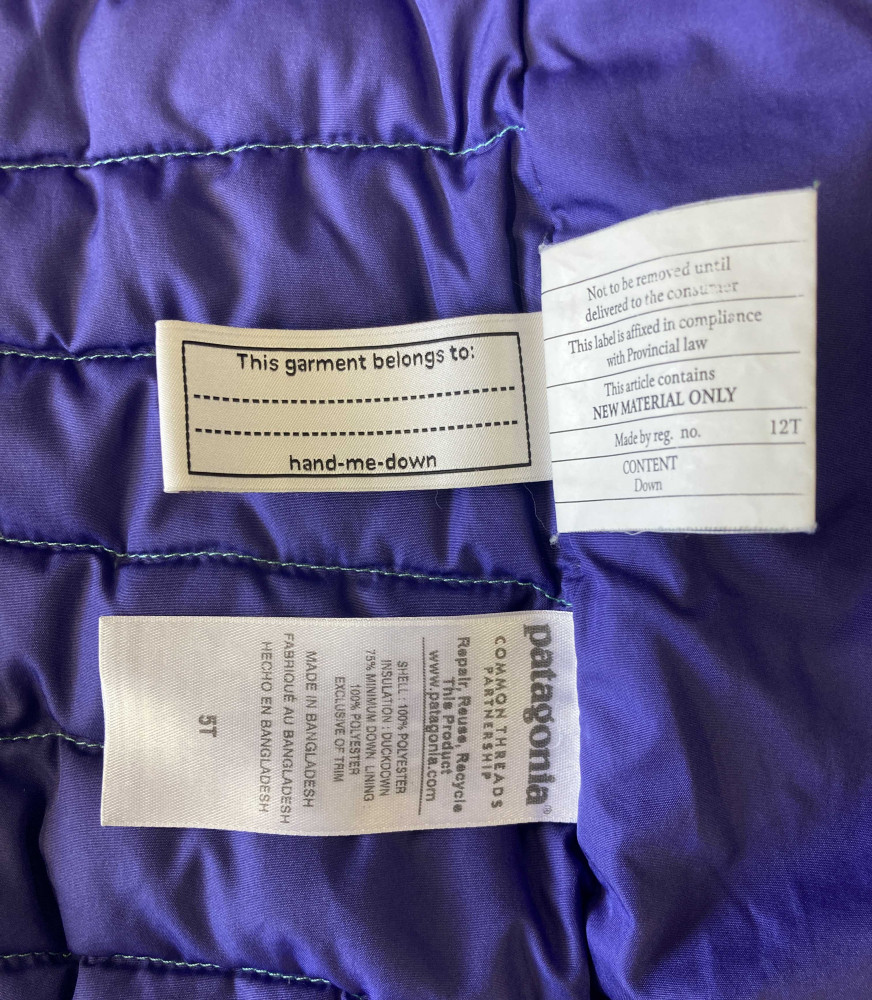 This garment belongs to:
hand-me-down
Not to be removed until
delivered to the consumer
This label is affixed in compliance
with Provincial law
This article contains
NEW MATERIAL ONLY
Made by reg. no. 12T
CONTENT
Down
patagonia®
COMMON THREADS
PARTNERSHIP
Repair, Reuse, Recycle
This Product
www.patagonia.com
SHELL : 100% POLYESTER
INSULATION : DUCKDOWN
75% MINIMUM DOWN LINING
100% POLYESTER
EXCLUSIVE OF TRIM
MADE IN BANGLADESH
FABRIQUÉ AU BANGLADESH
HECHO EN BANGLADESH
5T